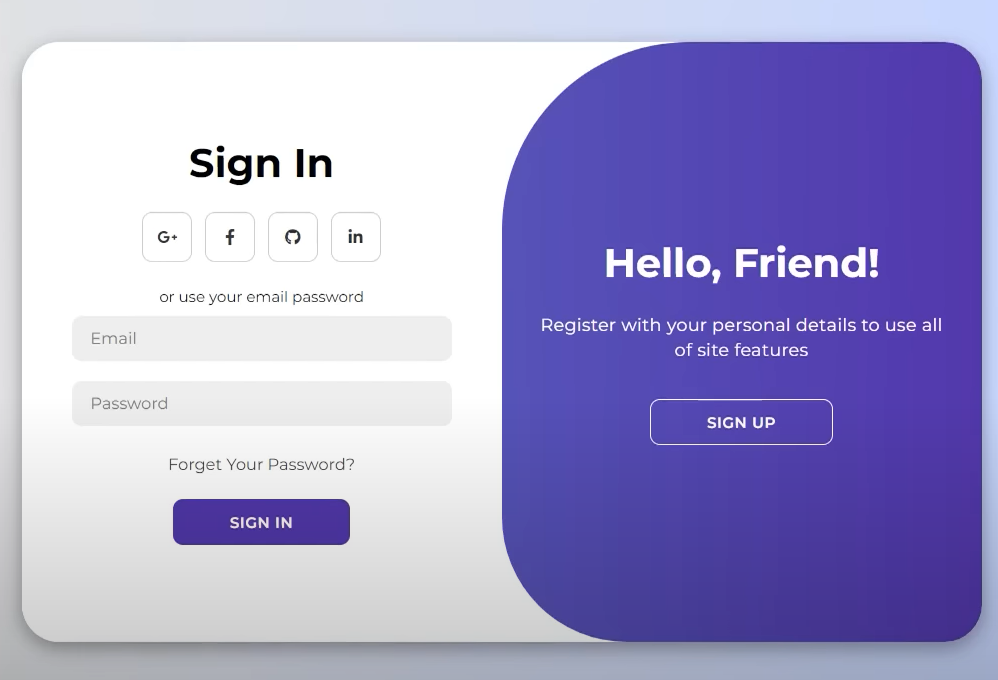 Sign In
G+
f
in
or use your email password
Email
Password
Forget Your Password?
SIGN IN
Hello, Friend!
Register with your personal details to use all
of site features
SIGN UP